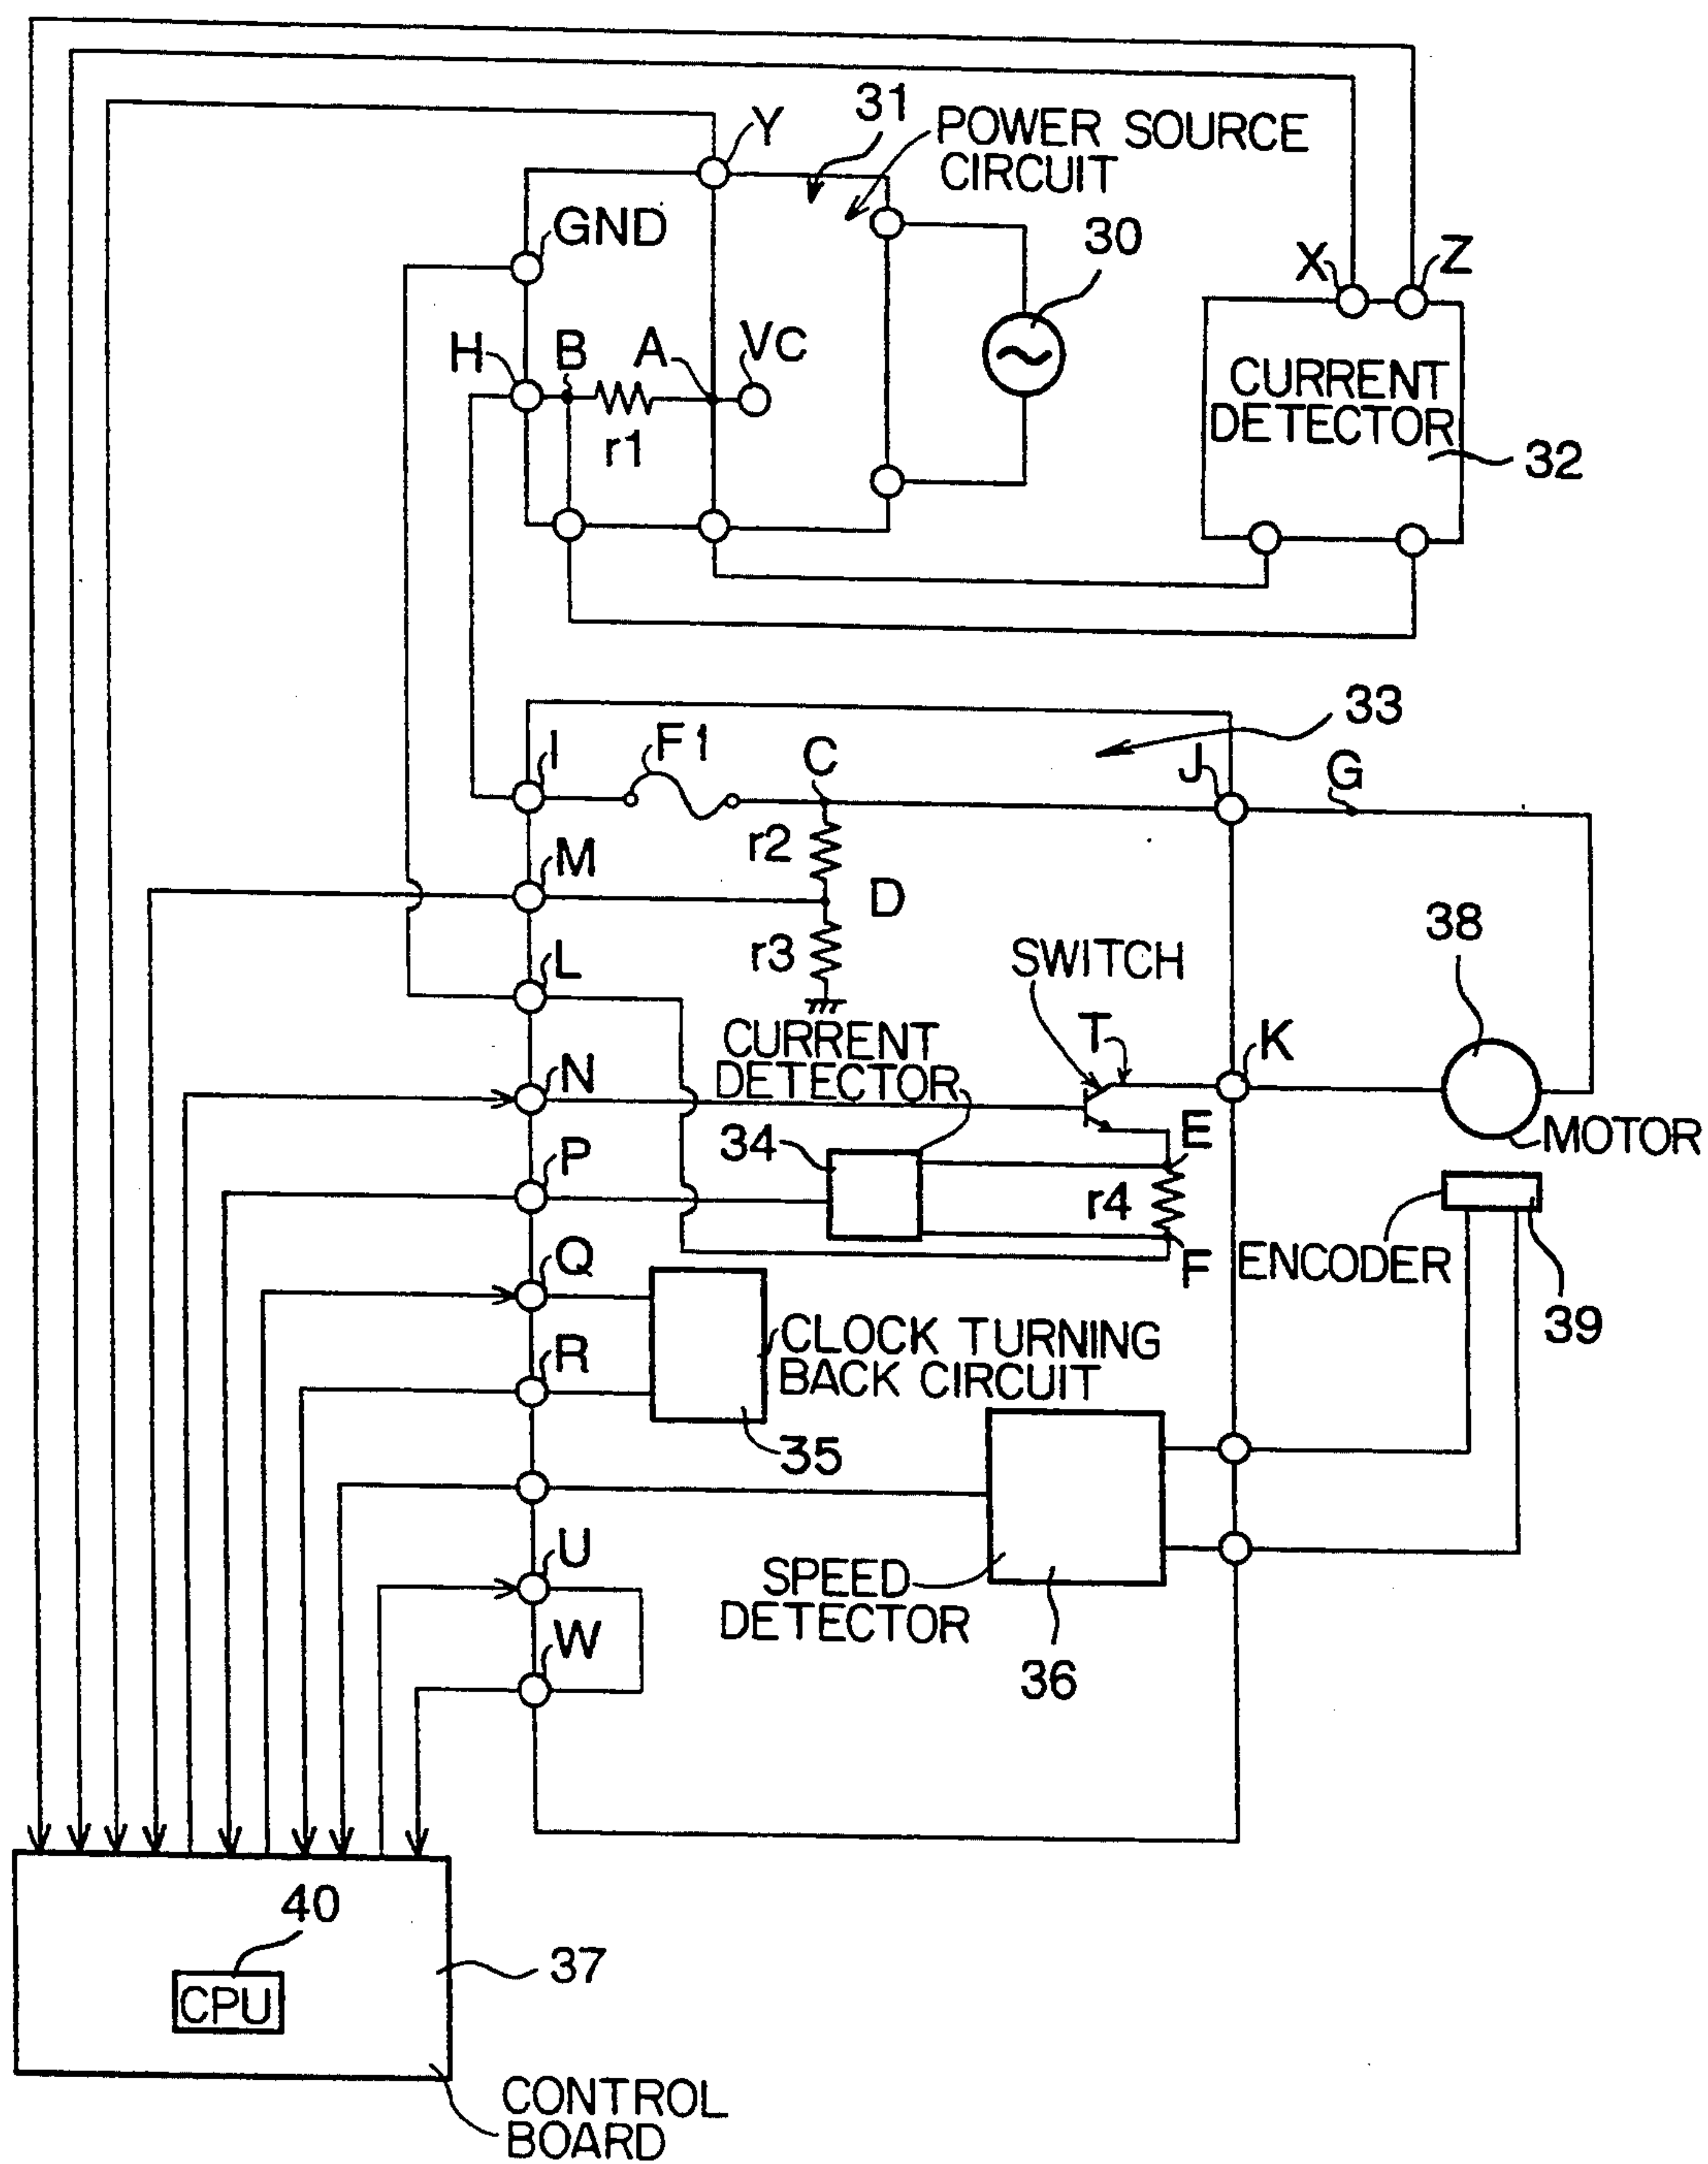 Y
31
POWER SOURCE
CIRCUIT
GND
30
X
Z
H
B
A
VC
r1
CURRENT
DETECTOR
32
33
I
F1
C
J
G
r2
M
D
38
r3
L
SWITCH
CURRENT
DETECTOR
T
K
N
E
MOTOR
34
P
r4
Q
F
ENCODER
39
CLOCK TURNING
BACK CIRCUIT
R
35
U
SPEED
DETECTOR
W
36
40
37
CPU
CONTROL
BOARD